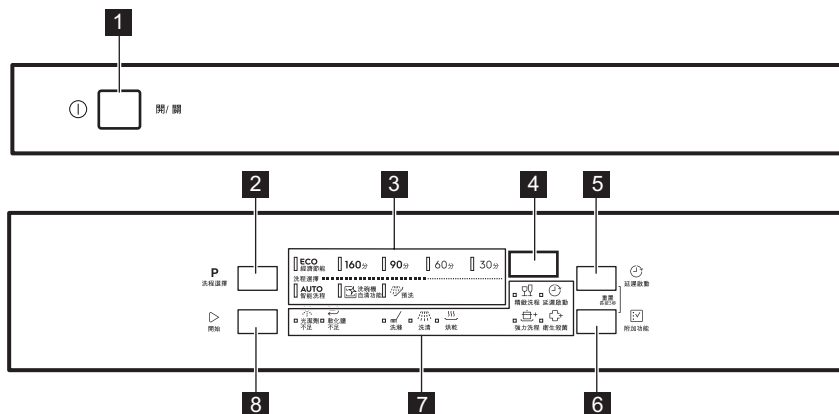 1
開/關
2
3
4
5
ECO
經濟節能
160分
90分
60分
30分
P
洗程選擇
洗程選擇
延遲啟動
AUTO
智能洗程
洗碗機
自清功能
預洗
精緻洗程
延遲啟動
重置
長按3秒
開始
光潔劑
不足
軟化鹽
不足
洗滌
洗清
烘乾
強力洗程
衛生殺菌
附加功能
8
7
6